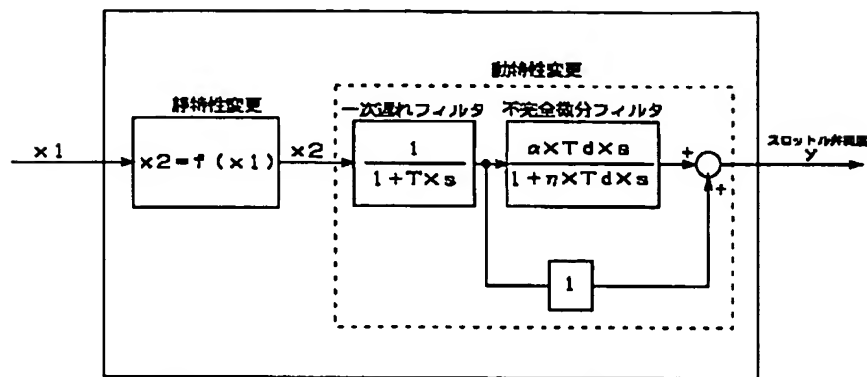 動特性変更
静特性変更
一次遅れフィルタ
不完全微分フィルタ
x1
x2=f(x1)
x2
1
1+T×s
α×Td×s
1+η×Td×s
+
+
スロットル弁開度
y
1